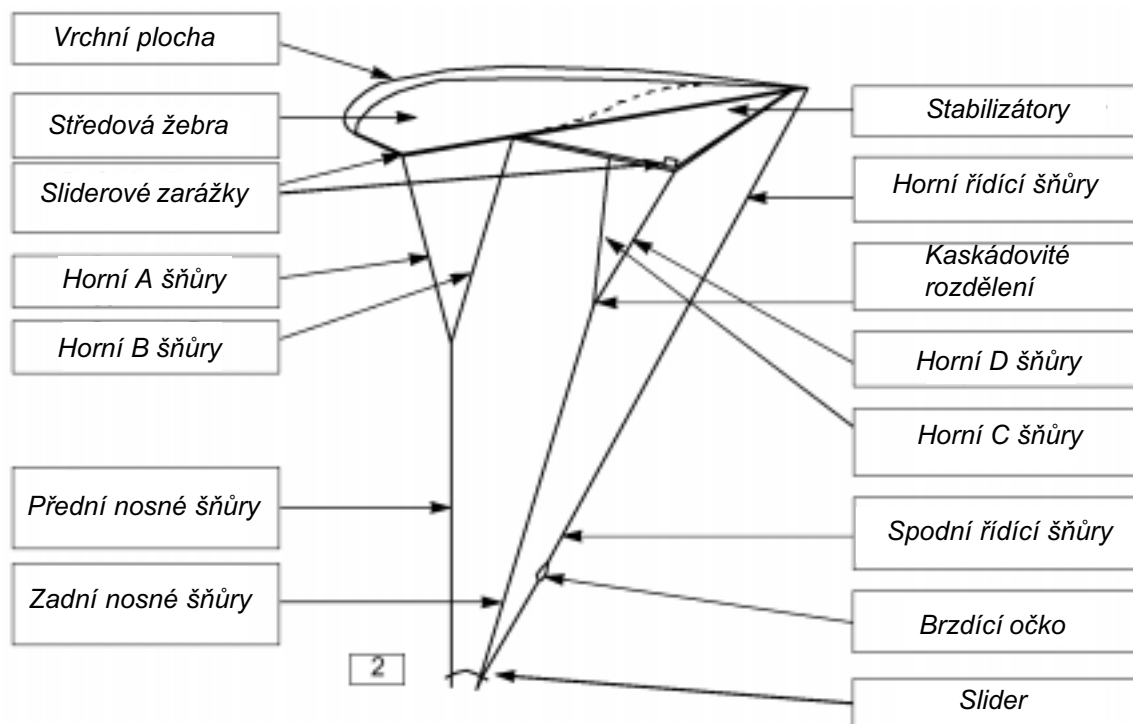 Vrchní plocha
Středová žebra
Sliderové zarážky
Horní A šňůry
Horní B šňůry
Přední nosné šňůry
Zadní nosné šňůry
2
Stabilizátory
Horní řídící šňůry
Kaskádovité
rozdělení
Horní D šňůry
Horní C šňůry
Spodní řídící šňůry
Brzdící očko
Slider